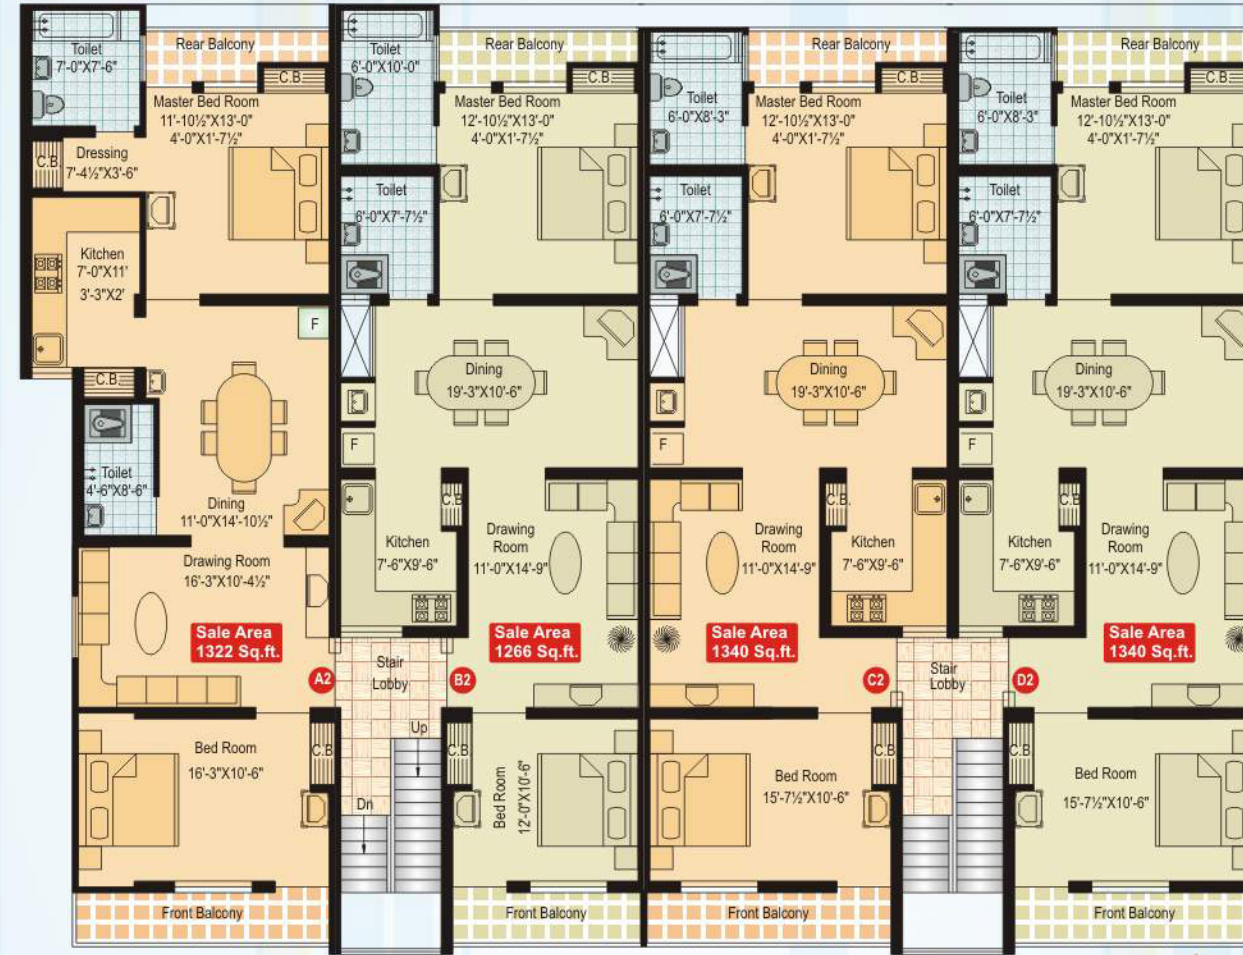 Toilet
7'-0"X7'-6"
Rear Balcony
C.B
Master Bed Room
11'-10½"X13'-0"
4'-0"X1'-7½"
C.B.
Dressing
7'-4½"X3'-6"
Kitchen
7'-0"X11'
3'-3"X2'
F
C.B.
Toilet
4'-6"X8'-6"
Dining
11'-0"X14'-10½"
Drawing Room
16'-3"X10'-4½"
Sale Area
1322 Sq.ft.
A2
Bed Room
16'-3"X10'-6"
C.B
Front Balcony
Toilet
6'-0"X10'-0"
Rear Balcony
C.B
Master Bed Room
12'-10½"X13'-0"
4'-0"X1'-7½"
Toilet
6'-0"X7'-7½"
Dining
19'-3"X10'-6"
F
C.B
Kitchen
7'-6"X9'-6"
Drawing
Room
11'-0"X14'-9"
Sale Area
1266 Sq.ft.
Stair
Lobby
B2
Up
Dn
C.B
Bed Room
12'-0"X10'-6"
Front Balcony
Rear Balcony
C.B
Toilet
6'-0"X8'-3"
Master Bed Room
12'-10½"X13'-0"
4'-0"X1'-7½"
Toilet
6'-0"X7'-7½"
Dining
19'-3"X10'-6"
F
C.B.
Drawing
Room
11'-0"X14'-9"
Kitchen
7'-6"X9'-6"
Sale Area
1340 Sq.ft.
C2
Stair
Lobby
C.B
Bed Room
15'-7½"X10'-6"
Front Balcony
Rear Balcony
C.B
Toilet
6'-0"X8'-3"
Master Bed Room
12'-10½"X13'-0"
4'-0"X1'-7½"
Toilet
6'-0"X7'-7½"
Dining
19'-3"X10'-6"
F
C.B
Kitchen
7'-6"X9'-6"
Drawing
Room
11'-0"X14'-9"
Sale Area
1340 Sq.ft.
D2
C.B
Bed Room
15'-7½"X10'-6"
Front Balcony